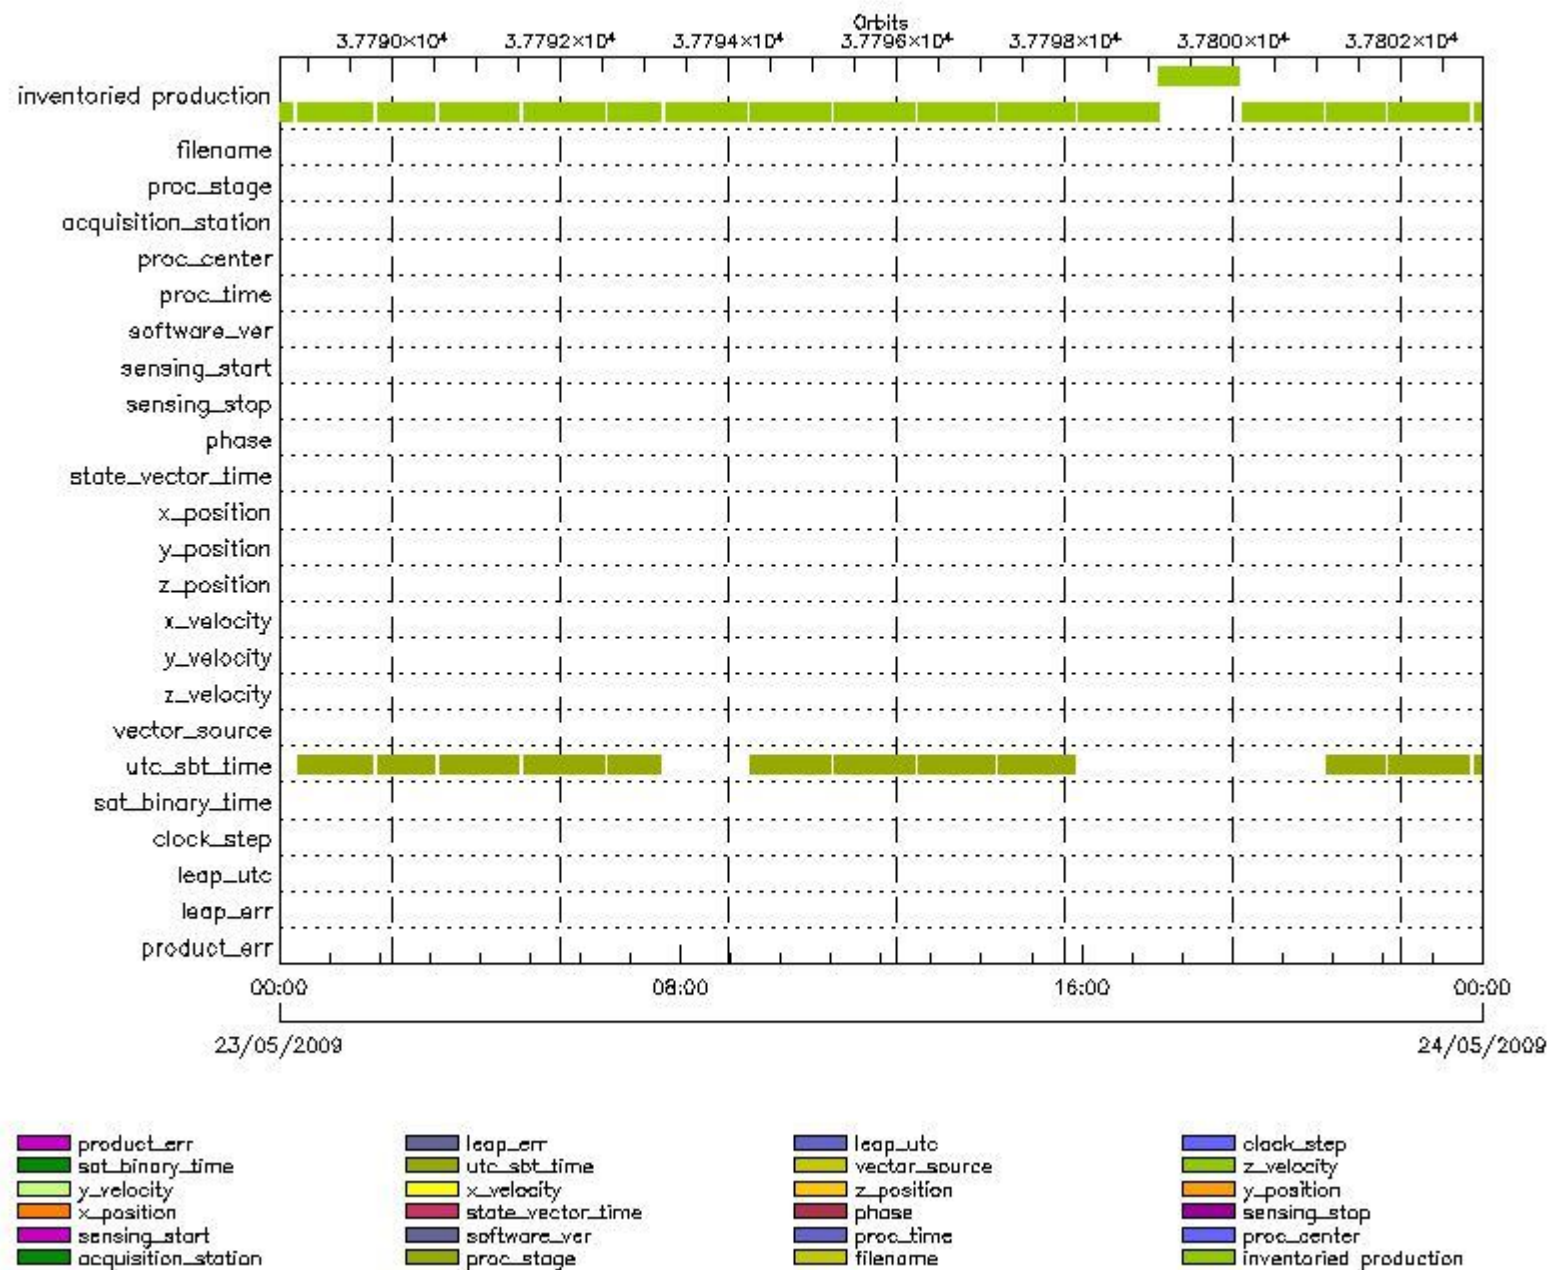 Orbits
3.7790×10⁴ 3.7792×10⁴ 3.7794×10⁴ 3.7796×10⁴ 3.7798×10⁴ 3.7800×10⁴ 3.7802×10⁴
inventoried production
filename
proc_stage
acquisition_station
proc_center
proc_time
software_ver
sensing_start
sensing_stop
phase
state_vector_time
x_position
y_position
z_position
x_velocity
y_velocity
z_velocity
vector_source
utc_sbt_time
sat_binary_time
clock_step
leap_utc
leap_err
product_err
00:00 08:00 16:00 00:00
23/05/2009 24/05/2009
product_err leap_err leap_utc clock_step
sat_binary_time utc_sbt_time vector_source z_velocity
y_velocity x_velocity z_position y_position
x_position state_vector_time phase sensing_stop
sensing_start software_ver proc_time proc_center
acquisition_station proc_stage filename inventoried production